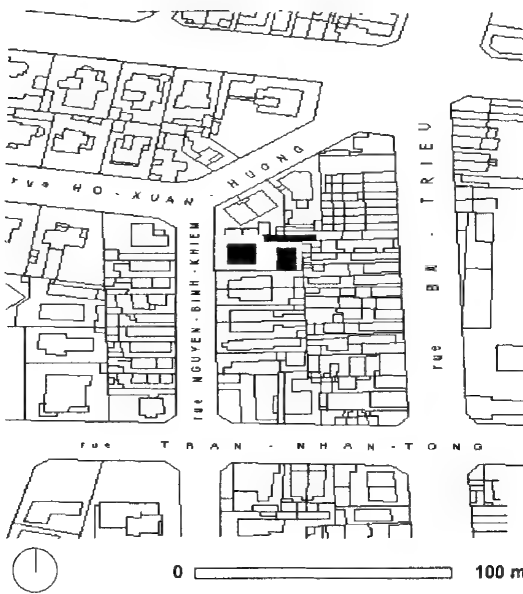 rue HO - XUAN - HUONG
rue NGUYEN - BINH - KHIEM
rue BA - TRIEU
rue TRAN - NHAN - TONG
0 100 m